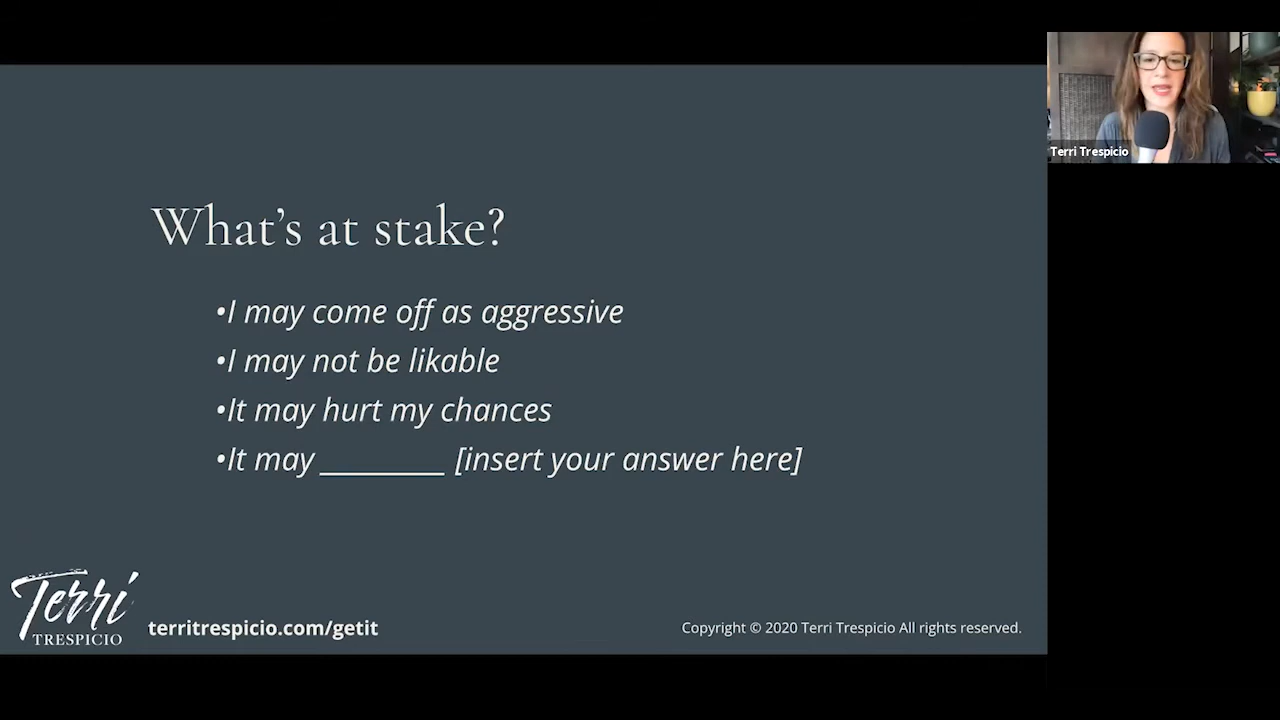 What's at stake?
•I may come off as aggressive
•I may not be likable
•It may hurt my chances
•It may _________ [insert your answer here]
Terri
TRESPICIO
territrespicio.com/getit
Copyright © 2020 Terri Trespicio All rights reserved.
Terri Trespicio